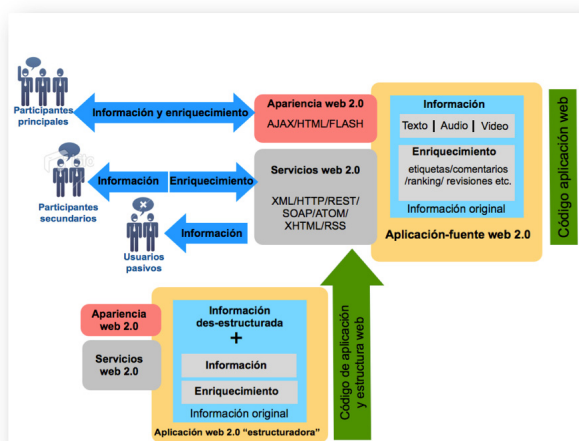 Participantes
principales
Información y enriquecimiento
Apariencia web 2.0
AJAX/HTML/FLASH
Información
Texto | Audio | Video
Enriquecimiento
etiquetas/comentarios
/ranking/ revisiones etc.
Información original
Aplicación-fuente web 2.0
Código aplicación web
Participantes
secundarios
Información
Enriquecimiento
Servicios web 2.0
XML/HTTP/REST/
SOAP/ATOM/
XHTML/RSS
Usuarios
pasivos
Información
Apariencia
web 2.0
Servicios
web 2.0
Información
des-estructurada
+
Información
Enriquecimiento
Información original
Aplicación web 2.0 “estructuradora”
Código de aplicación
y estructura web